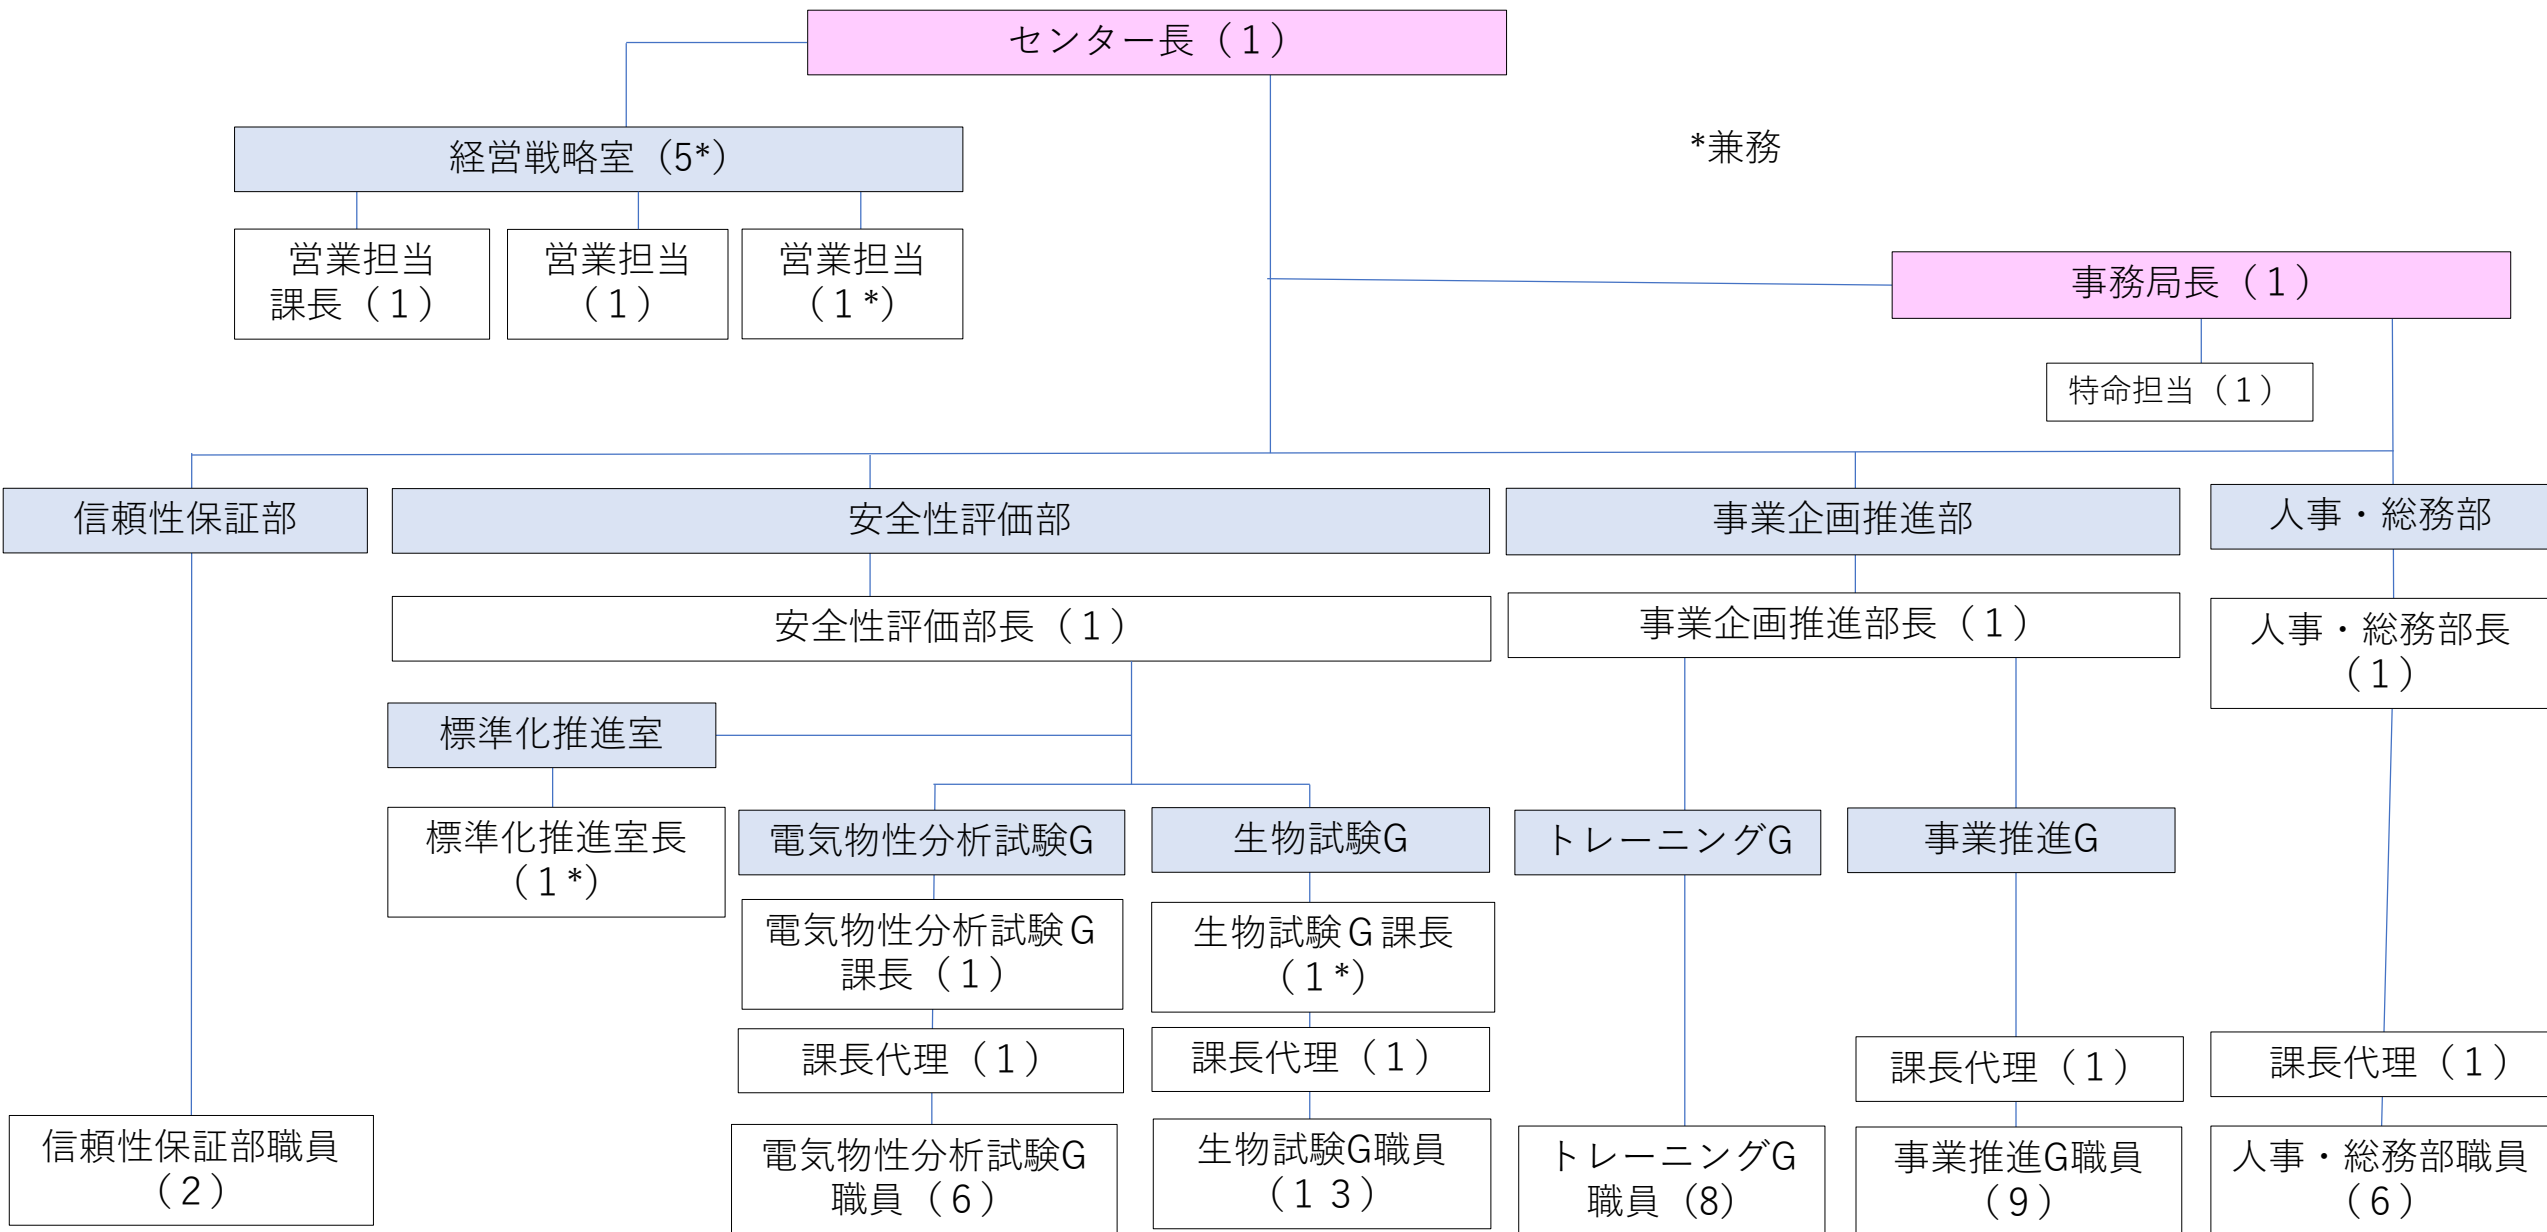 センター長（１）
経営戦略室（5*）
*兼務
営業担当
課長（１）
営業担当
（１）
営業担当
（１*）
事務局長（１）
特命担当（１）
信頼性保証部
安全性評価部
事業企画推進部
人事・総務部
安全性評価部長（１）
事業企画推進部長（１）
人事・総務部長
（１）
標準化推進室
標準化推進室長
（１*）
電気物性分析試験G
生物試験G
トレーニングG
事業推進G
電気物性分析試験Ｇ
課長（１）
生物試験Ｇ課長
（１*）
課長代理（１）
課長代理（１）
課長代理（１）
課長代理（１）
信頼性保証部職員
（２）
電気物性分析試験G
職員（６）
生物試験G職員
（１３）
トレーニングG
職員（8）
事業推進G職員
（９）
人事・総務部職員
（６）